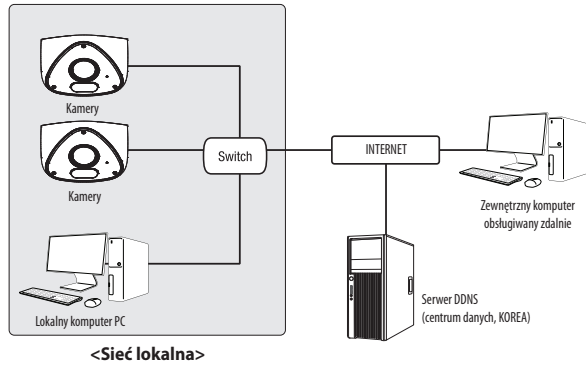 Kamery
Kamery
Switch
INTERNET
Zewnętrzny komputer
obsługiwany zdalnie
Lokalny komputer PC
Serwer DDNS
(centrum danych, KOREA)
<Sieć lokalna>